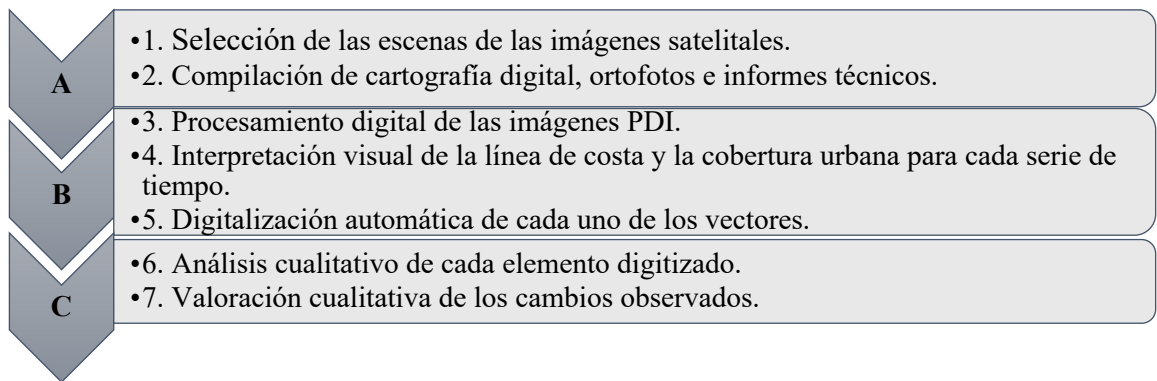 A
•1. Selección de las escenas de las imágenes satelitales.
•2. Compilación de cartografía digital, ortofotos e informes técnicos.
B
•3. Procesamiento digital de las imágenes PDI.
•4. Interpretación visual de la línea de costa y la cobertura urbana para cada serie de
tiempo.
•5. Digitalización automática de cada uno de los vectores.
C
•6. Análisis cualitativo de cada elemento digitizado.
•7. Valoración cualitativa de los cambios observados.